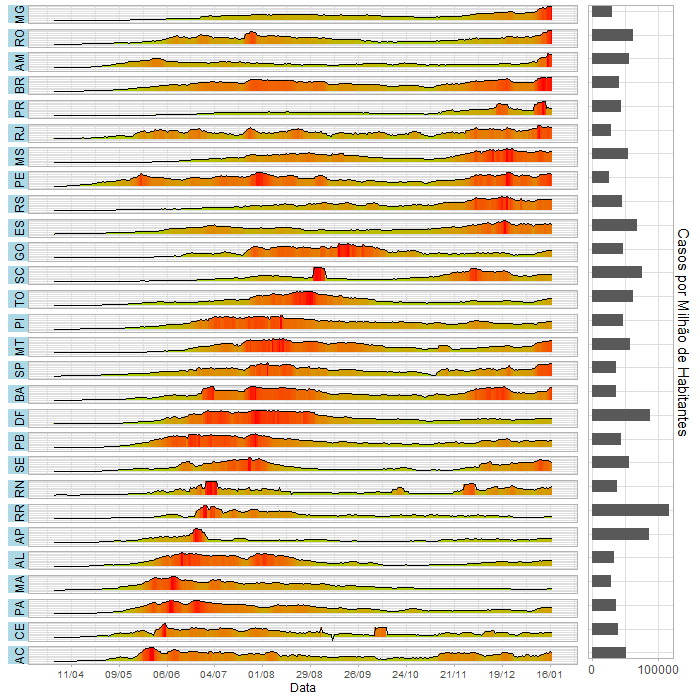 MG
RO
AM
BR
PR
RJ
MS
PE
RS
ES
GO
SC
TO
PI
MT
SP
BA
DF
PB
SE
RN
RR
AP
AL
MA
PA
CE
AC
11/04 09/05 06/06 04/07 01/08 29/08 26/09 24/10 21/11 19/12 16/01
Data
0 100000
Casos por Milhão de Habitantes